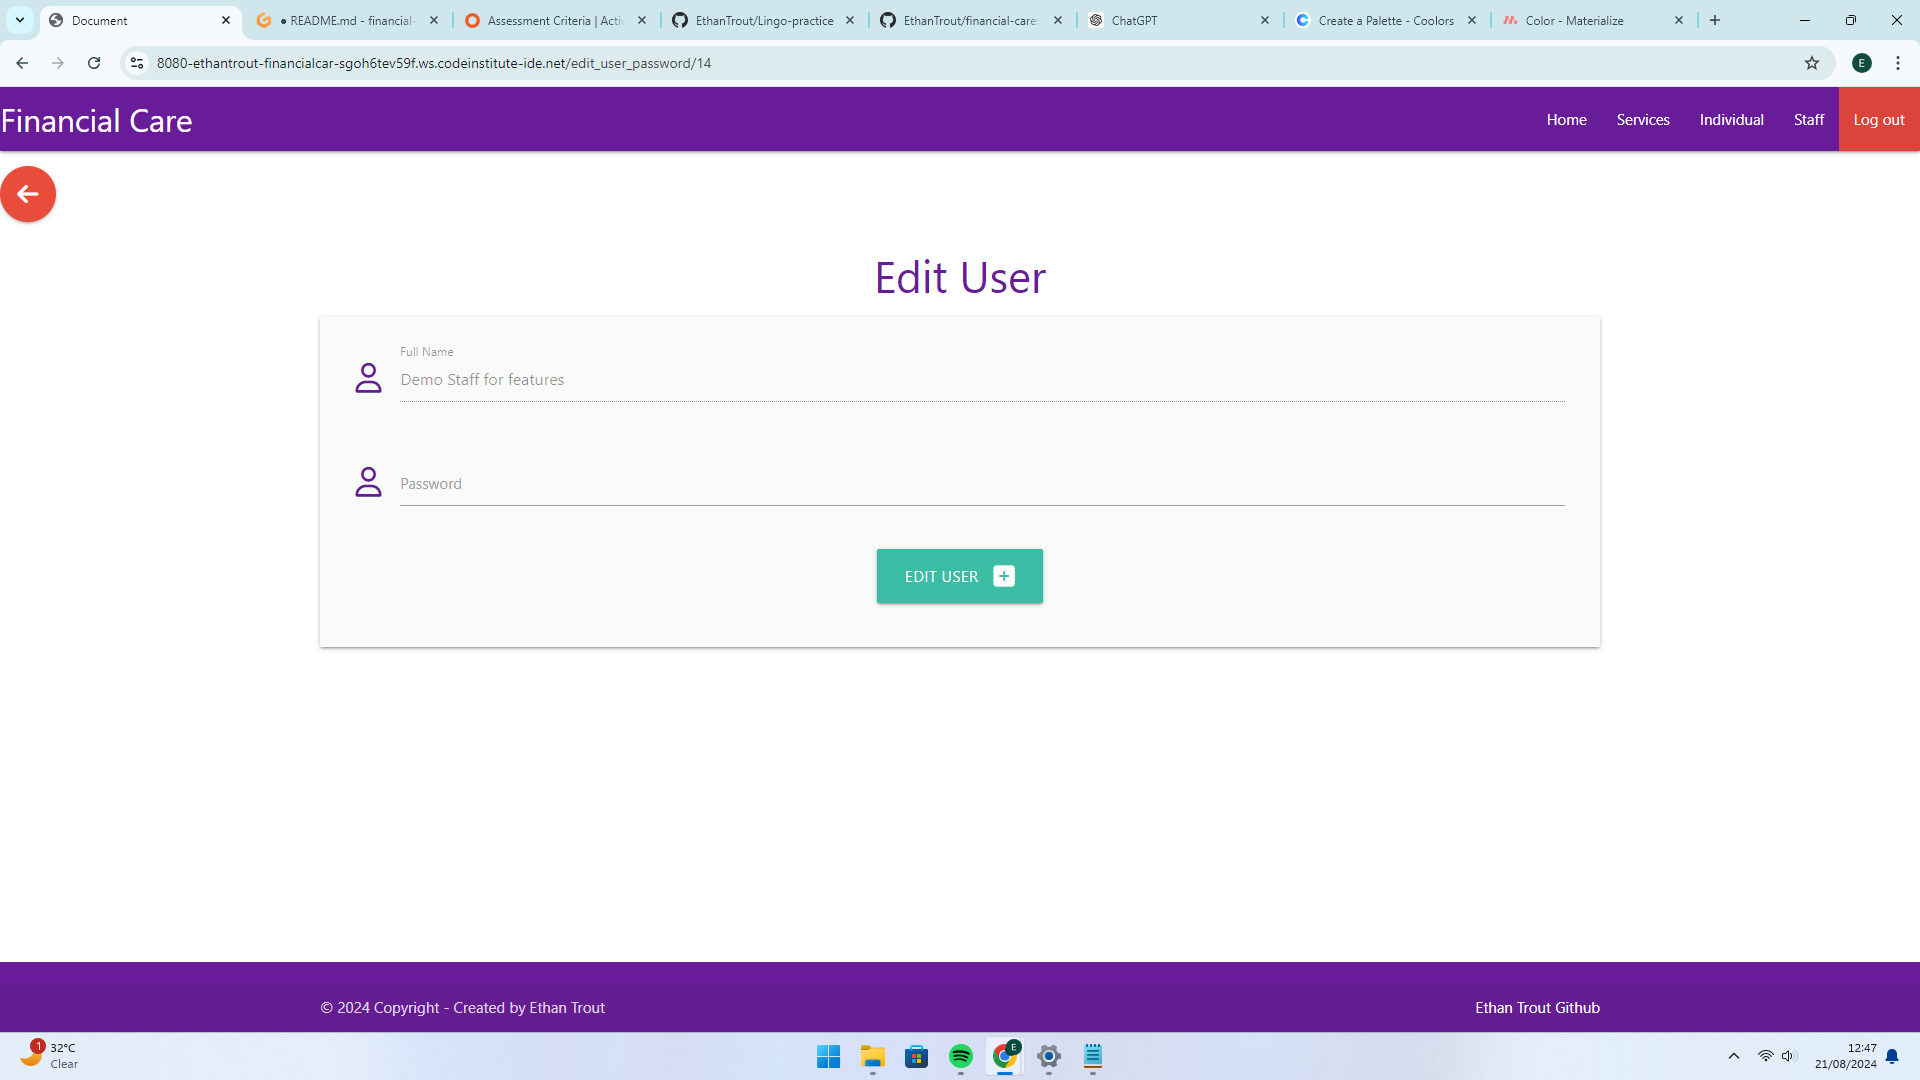 Document
● README.md - financial-
Assessment Criteria | Activ
EthanTrout/Lingo-practice
EthanTrout/financial-care:
ChatGPT
Create a Palette - Coolors
Color - Materialize
8080-ethantrout-financialcar-sgoh6tev59f.ws.codeinstitute-ide.net/edit_user_password/14
E
Financial Care
Home
Services
Individual
Staff
Log out
Edit User
Full Name
Demo Staff for features
Password
EDIT USER
© 2024 Copyright - Created by Ethan Trout
Ethan Trout Github
1
32°C
Clear
E
12:47
21/08/2024